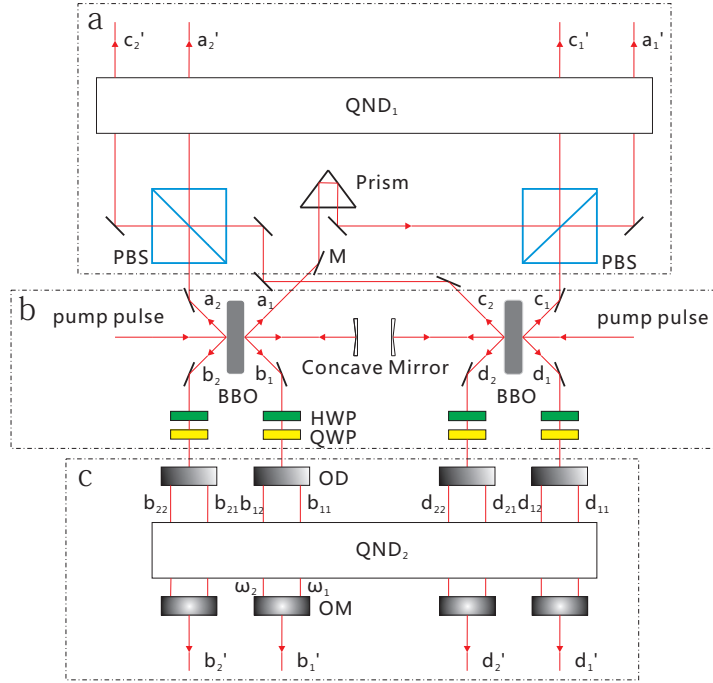 a
c₂' a₂' c₁' a₁'
QND₁
Prism
PBS M PBS
b
a₂ a₁ c₂ c₁
pump pulse pump pulse
Concave Mirror
b₂ b₁ d₂ d₁
BBO BBO
HWP
QWP
c
OD
b₂₂ b₂₁ b₁₂ b₁₁ d₂₂ d₂₁ d₁₂ d₁₁
QND₂
ω₂ ω₁
OM
b₂' b₁' d₂' d₁'